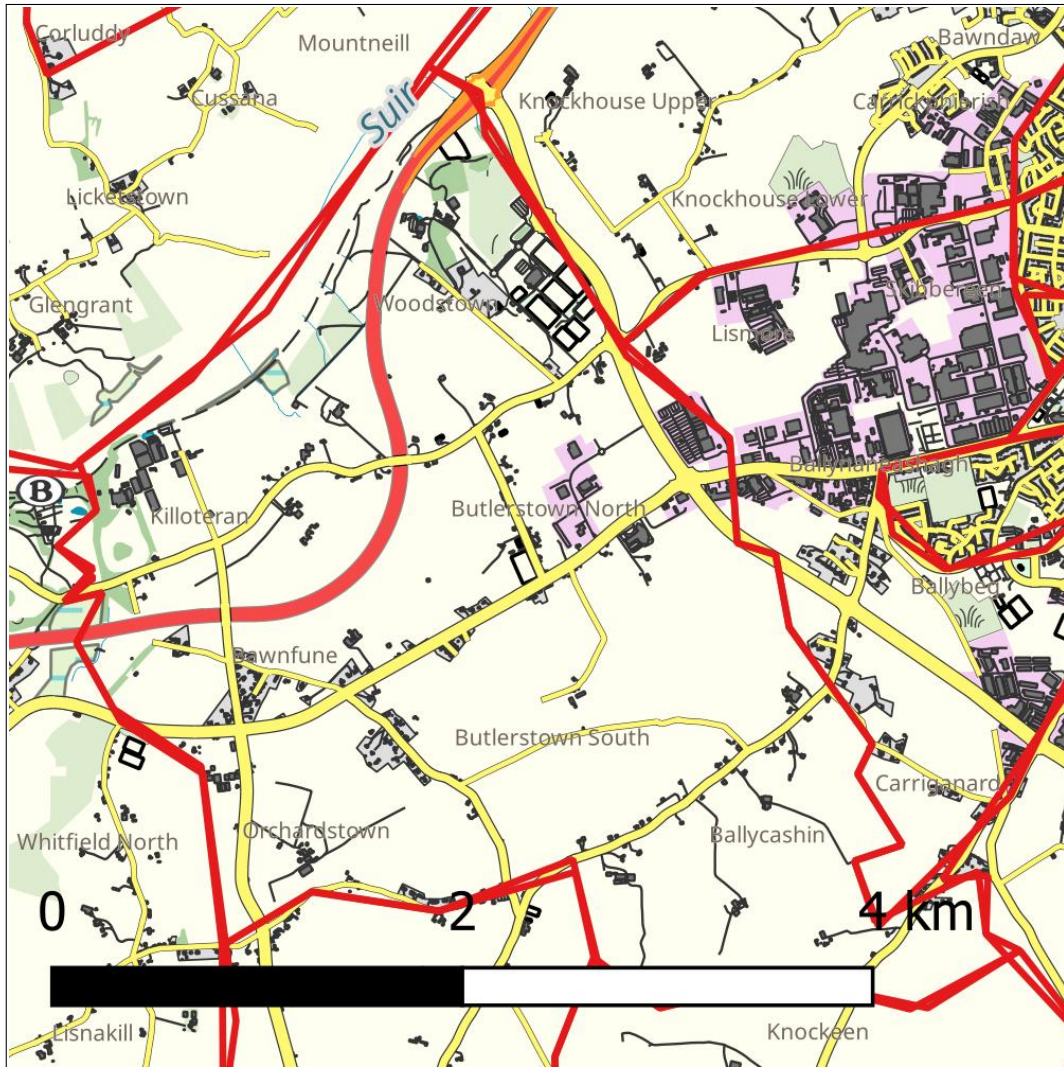 Corluddy
Mountneill
Bawndaw
Cussana
Suir
Knockhouse Upper
Carrickphierish
Licketstown
Knockhouse Lower
Glengrant
Woodstown
Skibbereen
Lismore
Ballynaneashagh
B
Killoteran
Butlerstown North
Ballybeg
Bawnfune
Butlerstown South
Carriganard
Whitfield North
Orchardstown
Ballycashin
0
2
4 km
Lisnakill
Knockeen